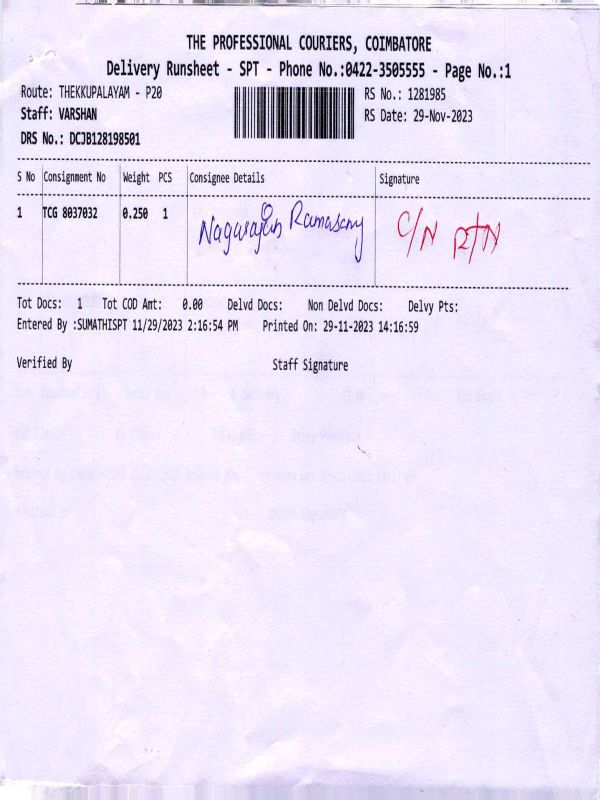 THE PROFESSIONAL COURIERS, COIMBATORE
Delivery Runsheet - SPT - Phone No.:0422-3505555 - Page No.:1
Route: THEKKUPALAYAM - P20 RS No.: 1281985
Staff: VARSHAN RS Date: 29-Nov-2023
DRS No.: DCJB128198501
S No Consignment No Weight PCS Consignee Details Signature
1 TCG 8037032 0.250 1 Nagarajan Ramasamy C/N RTN
Tot Docs: 1 Tot COD Amt: 0.00 Delvd Docs: Non Delvd Docs: Delvy Pts:
Entered By :SUMATHISPT 11/29/2023 2:16:54 PM Printed On: 29-11-2023 14:16:59
Verified By Staff Signature